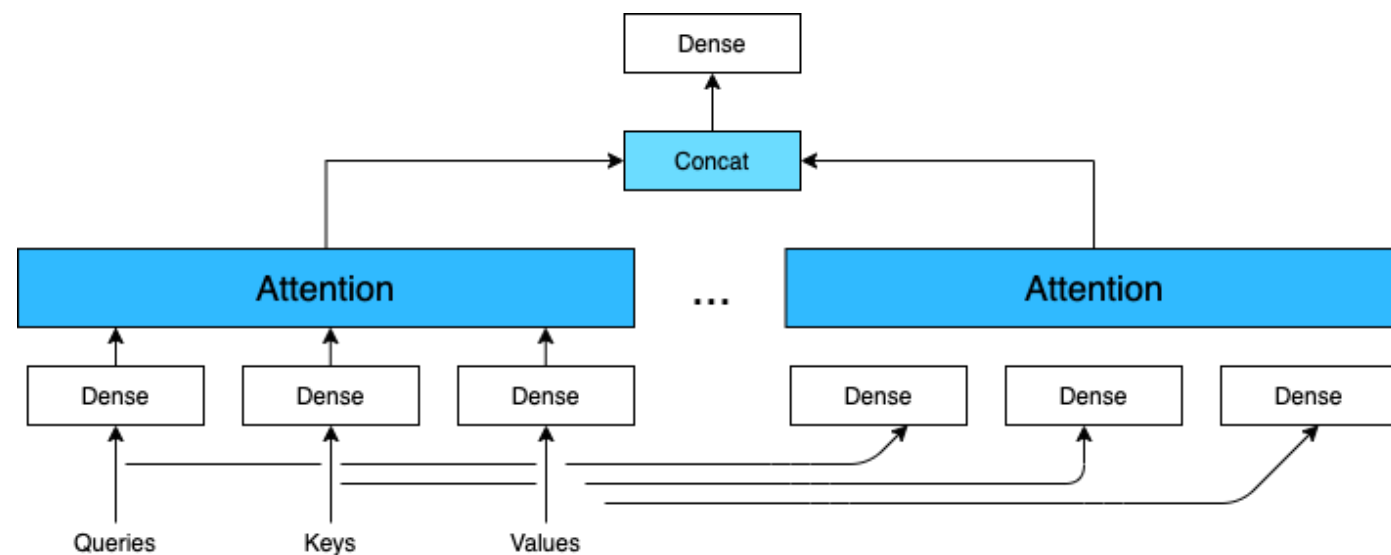 Dense
Concat
Attention
...
Attention
Dense
Dense
Dense
Dense
Dense
Dense
Queries
Keys
Values